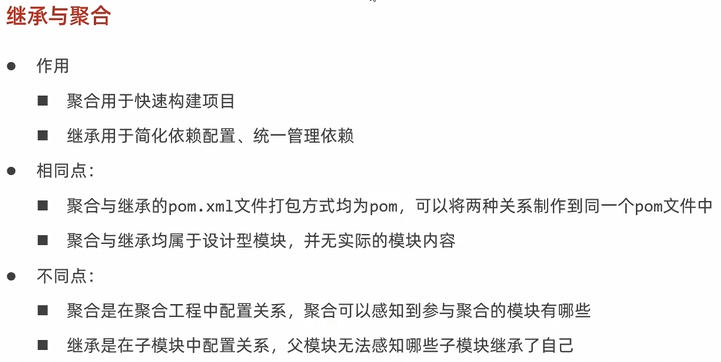 继承与聚合
作用
聚合用于快速构建项目
继承用于简化依赖配置、统一管理依赖
相同点：
聚合与继承的pom.xml文件打包方式均为pom，可以将两种关系制作到同一个pom文件中
聚合与继承均属于设计型模块，并无实际的模块内容
不同点：
聚合是在聚合工程中配置关系，聚合可以感知到参与聚合的模块有哪些
继承是在子模块中配置关系，父模块无法感知哪些子模块继承了自己